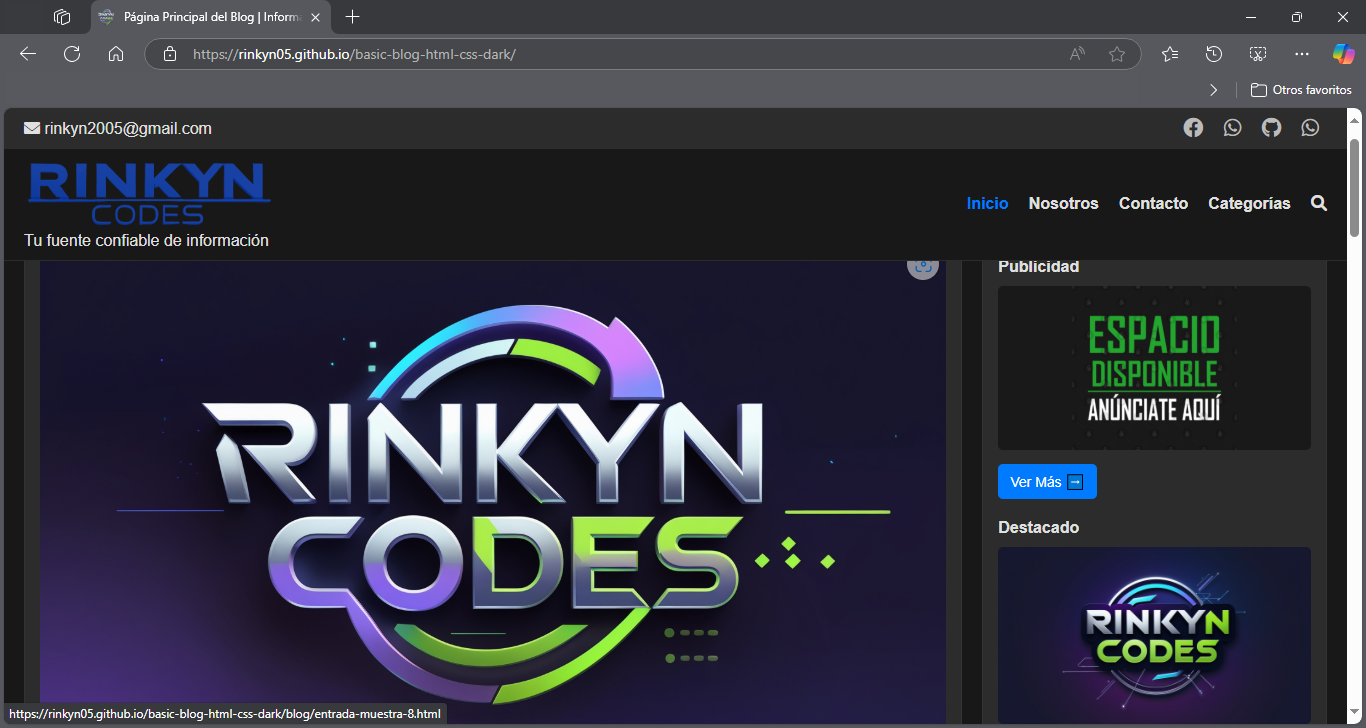 Página Principal del Blog | Inform
https://rinkyn05.github.io/basic-blog-html-css-dark/
Otros favoritos
rinkyn2005@gmail.com
RINKYN
CODES
Tu fuente confiable de información
Inicio Nosotros Contacto Categorías
RINKYN
CODES
Publicidad
ESPACIO
DISPONIBLE
ANÚNCIATE AQUÍ
Ver Más
Destacado
RINKYN
CODES
https://rinkyn05.github.io/basic-blog-html-css-dark/blog/entrada-muestra-8.html